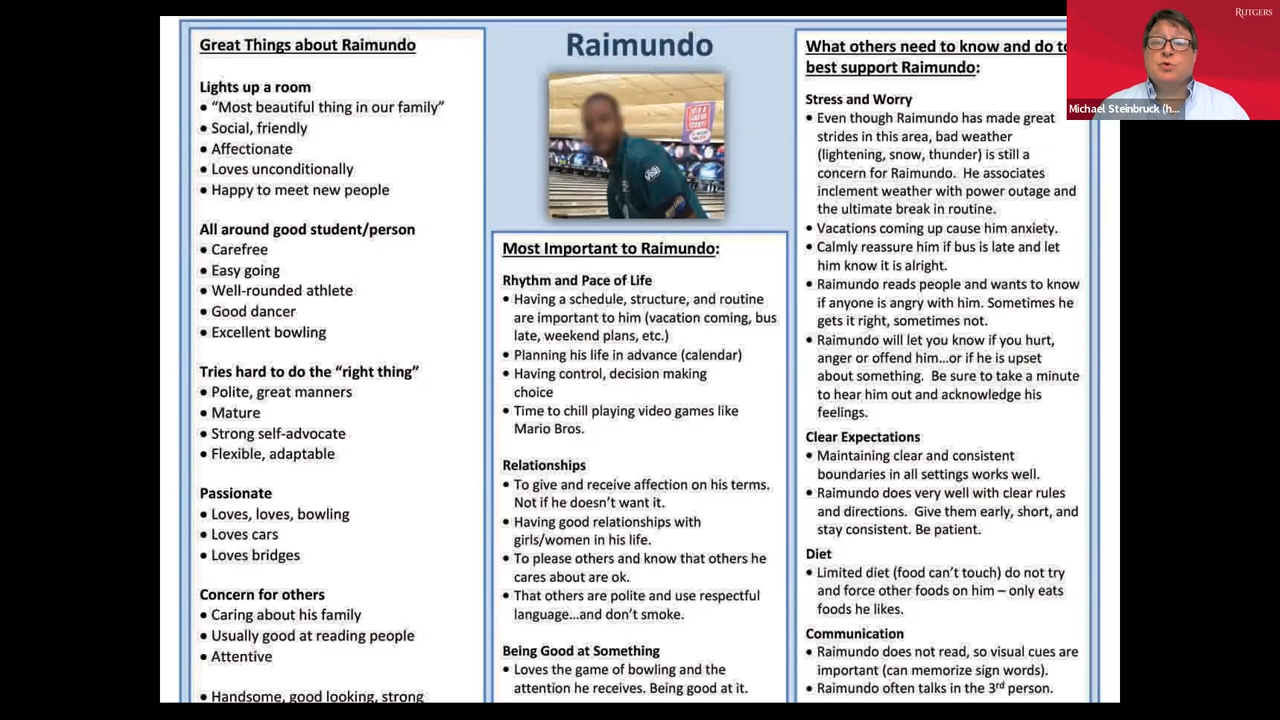 Great Things about Raimundo
Lights up a room
• “Most beautiful thing in our family”
• Social, friendly
• Affectionate
• Loves unconditionally
• Happy to meet new people
All around good student/person
• Carefree
• Easy going
• Well-rounded athlete
• Good dancer
• Excellent bowling
Tries hard to do the “right thing”
• Polite, great manners
• Mature
• Strong self-advocate
• Flexible, adaptable
Passionate
• Loves, loves, bowling
• Loves cars
• Loves bridges
Concern for others
• Caring about his family
• Usually good at reading people
• Attentive
• Handsome, good looking, strong
Raimundo
Most Important to Raimundo:
Rhythm and Pace of Life
• Having a schedule, structure, and routine
are important to him (vacation coming, bus
late, weekend plans, etc.)
• Planning his life in advance (calendar)
• Having control, decision making
choice
• Time to chill playing video games like
Mario Bros.
Relationships
• To give and receive affection on his terms.
Not if he doesn’t want it.
• Having good relationships with
girls/women in his life.
• To please others and know that others he
cares about are ok.
• That others are polite and use respectful
language…and don’t smoke.
Being Good at Something
• Loves the game of bowling and the
attention he receives. Being good at it.
What others need to know and do to
best support Raimundo:
Stress and Worry
• Even though Raimundo has made great
strides in this area, bad weather
(lightening, snow, thunder) is still a
concern for Raimundo. He associates
inclement weather with power outage and
the ultimate break in routine.
• Vacations coming up cause him anxiety.
• Calmly reassure him if bus is late and let
him know it is alright.
• Raimundo reads people and wants to know
if anyone is angry with him. Sometimes he
gets it right, sometimes not.
• Raimundo will let you know if you hurt,
anger or offend him…or if he is upset
about something. Be sure to take a minute
to hear him out and acknowledge his
feelings.
Clear Expectations
• Maintaining clear and consistent
boundaries in all settings works well.
• Raimundo does very well with clear rules
and directions. Give them early, short, and
stay consistent. Be patient.
Diet
• Limited diet (food can’t touch) do not try
and force other foods on him – only eats
foods he likes.
Communication
• Raimundo does not read, so visual cues are
important (can memorize sign words).
• Raimundo often talks in the 3rd person.
RUTGERS
Michael Steinbruck (h...